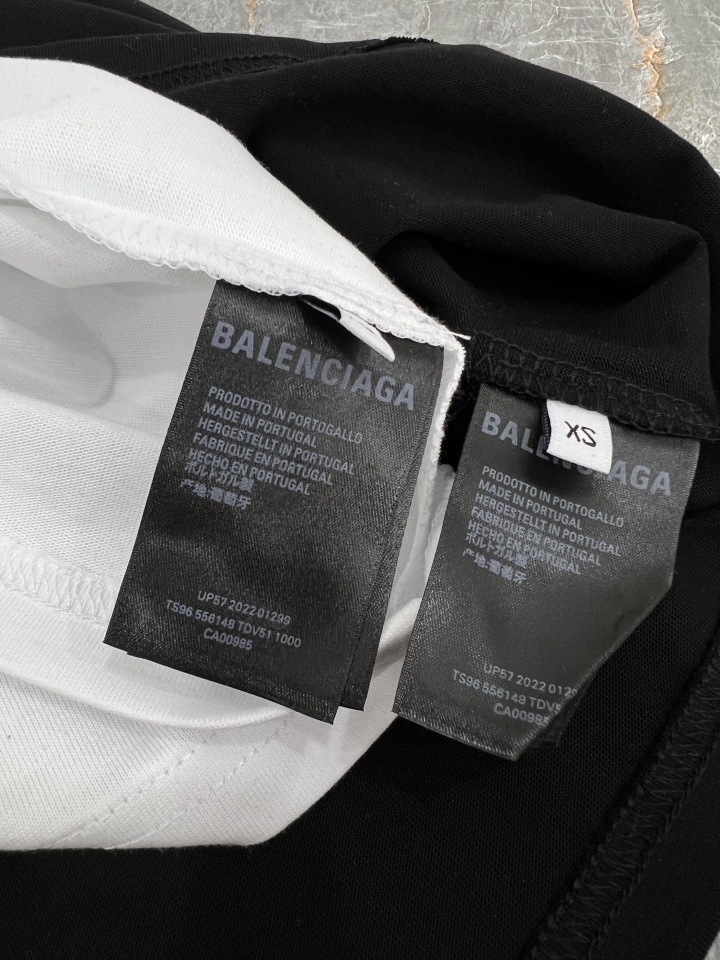 BALENCIAGA
PRODOTTO IN PORTOGALLO
MADE IN PORTUGAL
HERGESTELLT IN PORTUGAL
FABRIQUE EN PORTUGAL
HECHO EN PORTUGAL
ポルトガル製
产地:葡萄牙
UP57 2022 01299
TS96 556148 TDV51 1000
CA00985
XS
BALENCIAGA
PRODOTTO IN PORTOGALLO
MADE IN PORTUGAL
HERGESTELLT IN PORTUGAL
FABRIQUE EN PORTUGAL
HECHO EN PORTUGAL
ポルトガル製
产地:葡萄牙
UP57 2022 0129
TS96 556148 TDV5
CA00985